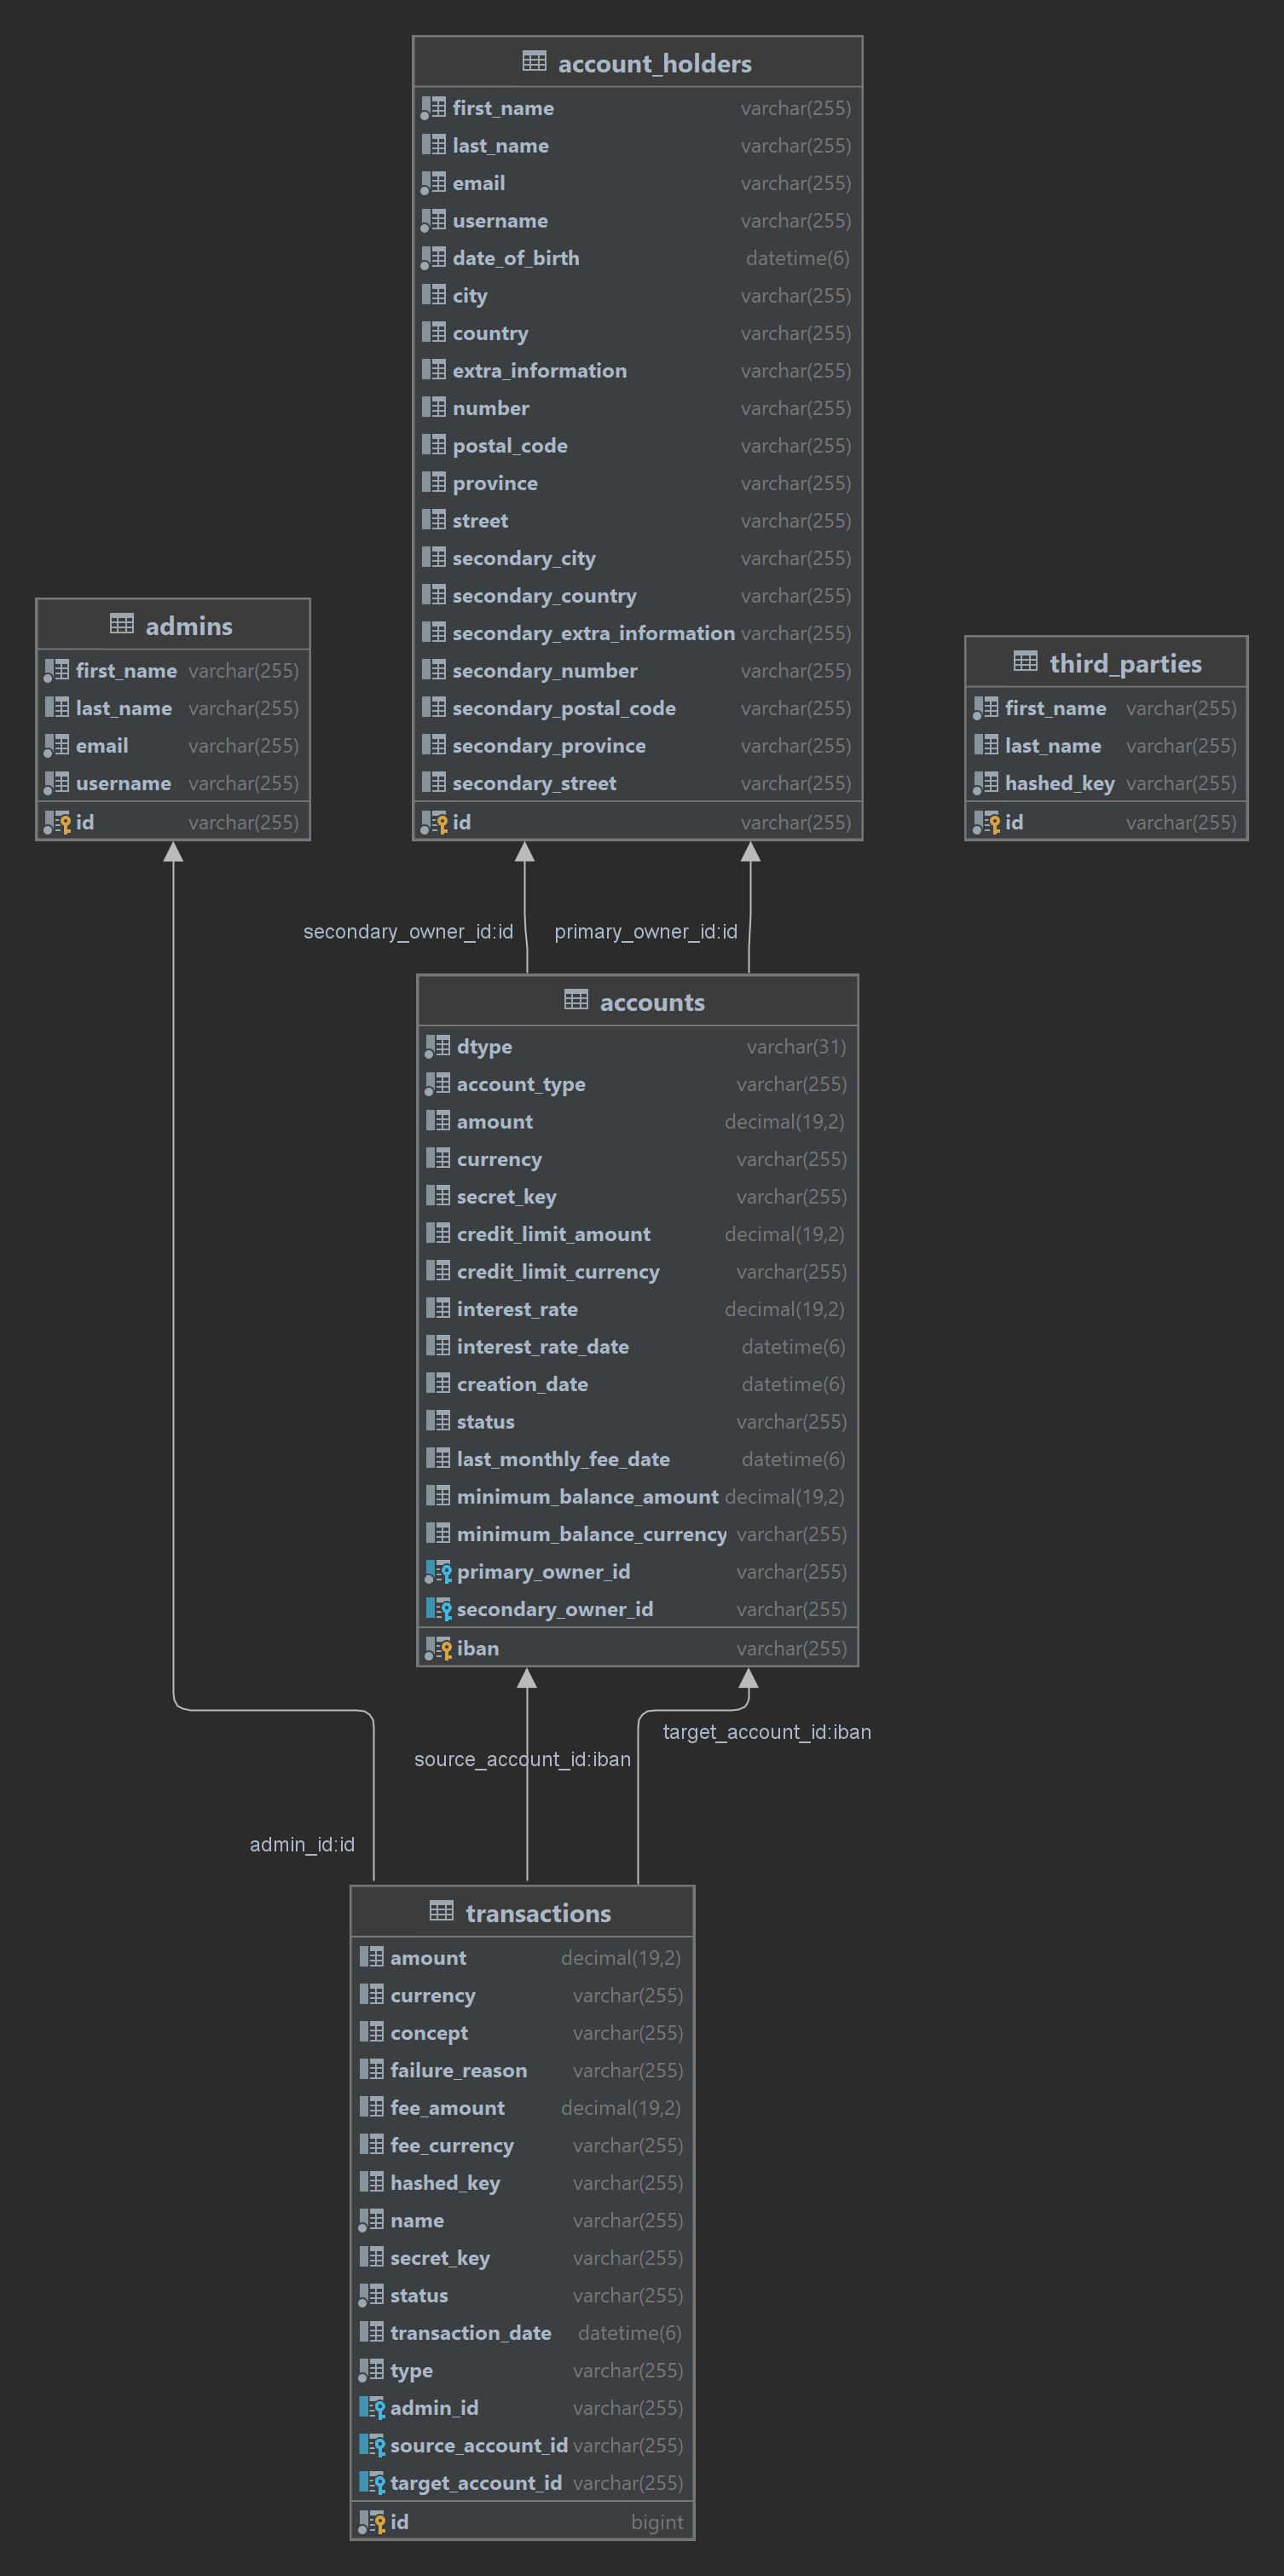 account_holders
first_name varchar(255)
last_name varchar(255)
email varchar(255)
username varchar(255)
date_of_birth datetime(6)
city varchar(255)
country varchar(255)
extra_information varchar(255)
number varchar(255)
postal_code varchar(255)
province varchar(255)
street varchar(255)
secondary_city varchar(255)
secondary_country varchar(255)
secondary_extra_information varchar(255)
secondary_number varchar(255)
secondary_postal_code varchar(255)
secondary_province varchar(255)
secondary_street varchar(255)
id varchar(255)
admins
first_name varchar(255)
last_name varchar(255)
email varchar(255)
username varchar(255)
id varchar(255)
third_parties
first_name varchar(255)
last_name varchar(255)
hashed_key varchar(255)
id varchar(255)
secondary_owner_id:id
primary_owner_id:id
accounts
dtype varchar(31)
account_type varchar(255)
amount decimal(19,2)
currency varchar(255)
secret_key varchar(255)
credit_limit_amount decimal(19,2)
credit_limit_currency varchar(255)
interest_rate decimal(19,2)
interest_rate_date datetime(6)
creation_date datetime(6)
status varchar(255)
last_monthly_fee_date datetime(6)
minimum_balance_amount decimal(19,2)
minimum_balance_currency varchar(255)
primary_owner_id varchar(255)
secondary_owner_id varchar(255)
iban varchar(255)
target_account_id:iban
source_account_id:iban
admin_id:id
transactions
amount decimal(19,2)
currency varchar(255)
concept varchar(255)
failure_reason varchar(255)
fee_amount decimal(19,2)
fee_currency varchar(255)
hashed_key varchar(255)
name varchar(255)
secret_key varchar(255)
status varchar(255)
transaction_date datetime(6)
type varchar(255)
admin_id varchar(255)
source_account_id varchar(255)
target_account_id varchar(255)
id bigint